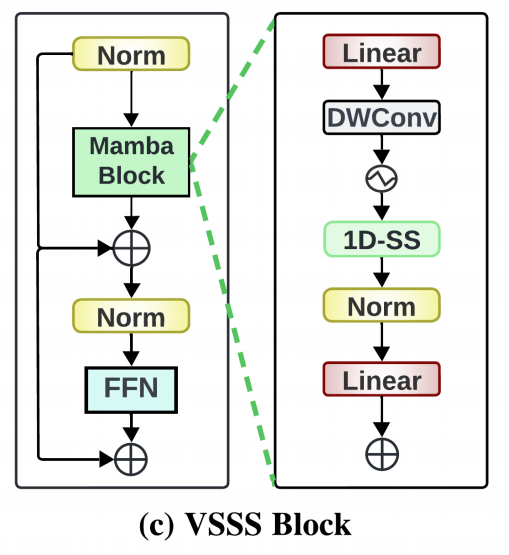 Norm
Mamba
Block
Norm
FFN
Linear
DWConv
1D-SS
Norm
Linear
(c) VSSS Block